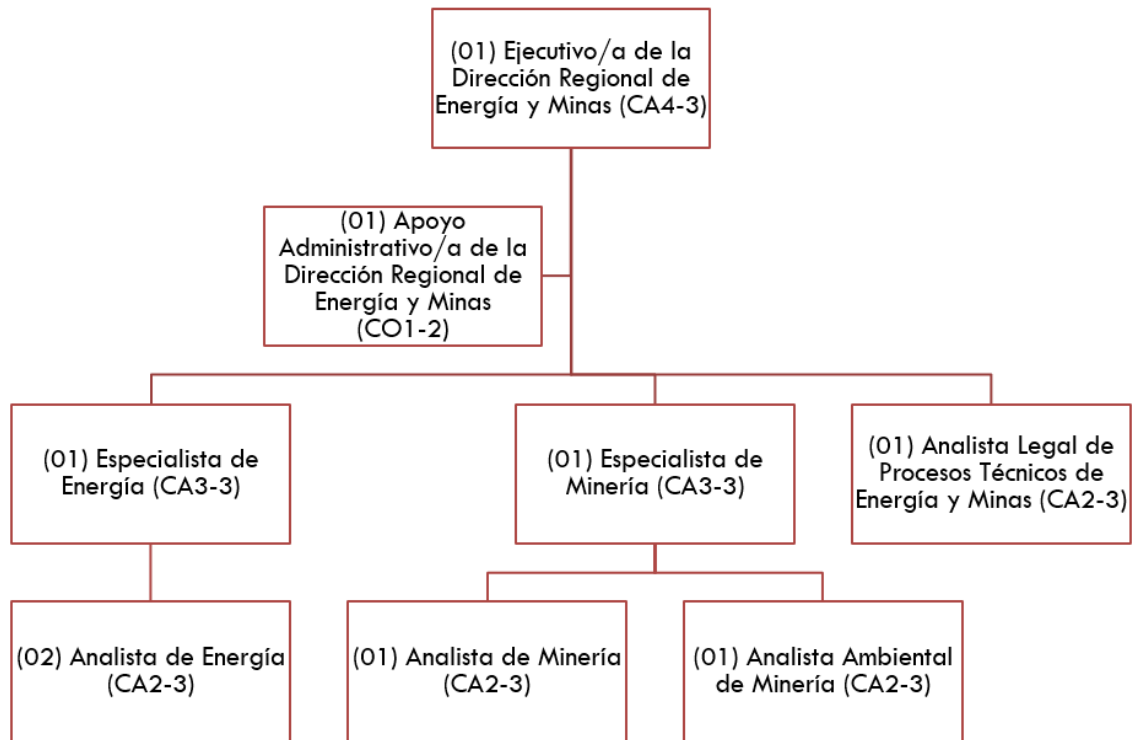 (01) Ejecutivo/a de la
Dirección Regional de
Energía y Minas (CA4-3)
(01) Apoyo
Administrativo/a de la
Dirección Regional de
Energía y Minas
(CO1-2)
(01) Especialista de
Energía (CA3-3)
(01) Especialista de
Minería (CA3-3)
(01) Analista Legal de
Procesos Técnicos de
Energía y Minas (CA2-3)
(02) Analista de Energía
(CA2-3)
(01) Analista de Minería
(CA2-3)
(01) Analista Ambiental
de Minería (CA2-3)